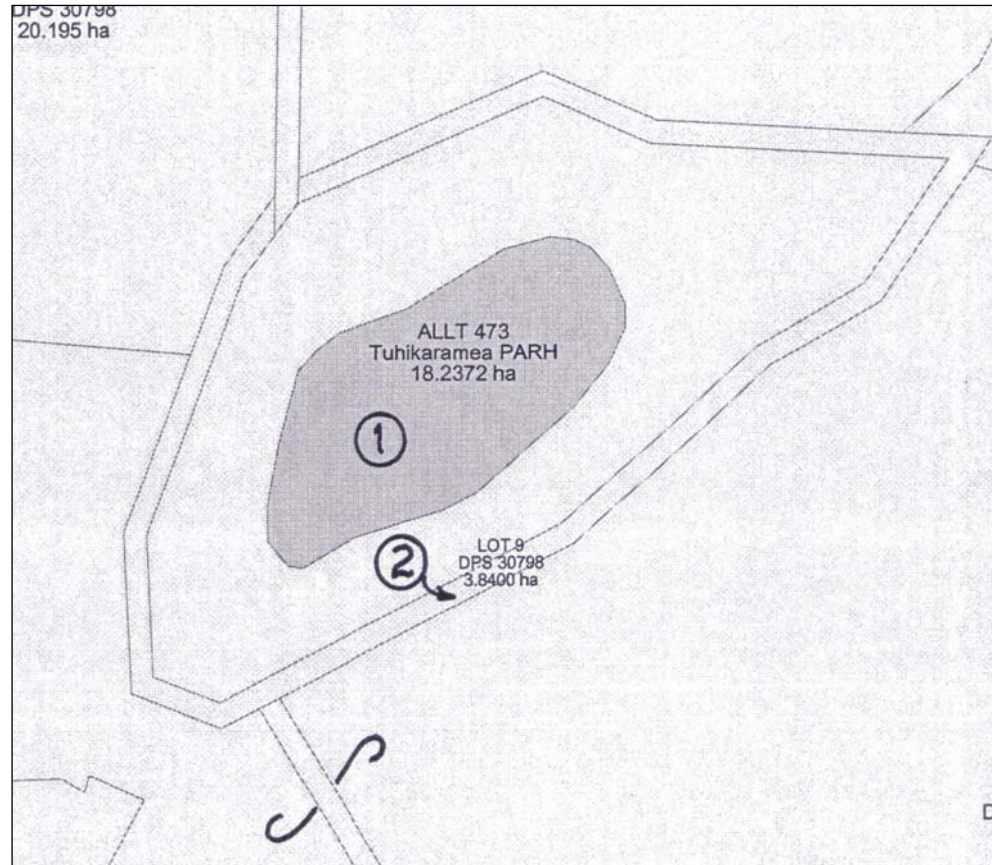 DPS 30798
20.195 ha
ALLT 473
Tuhikaramea PARH
18.2372 ha
1
2
LOT 9
DPS 30798
3.8400 ha
D